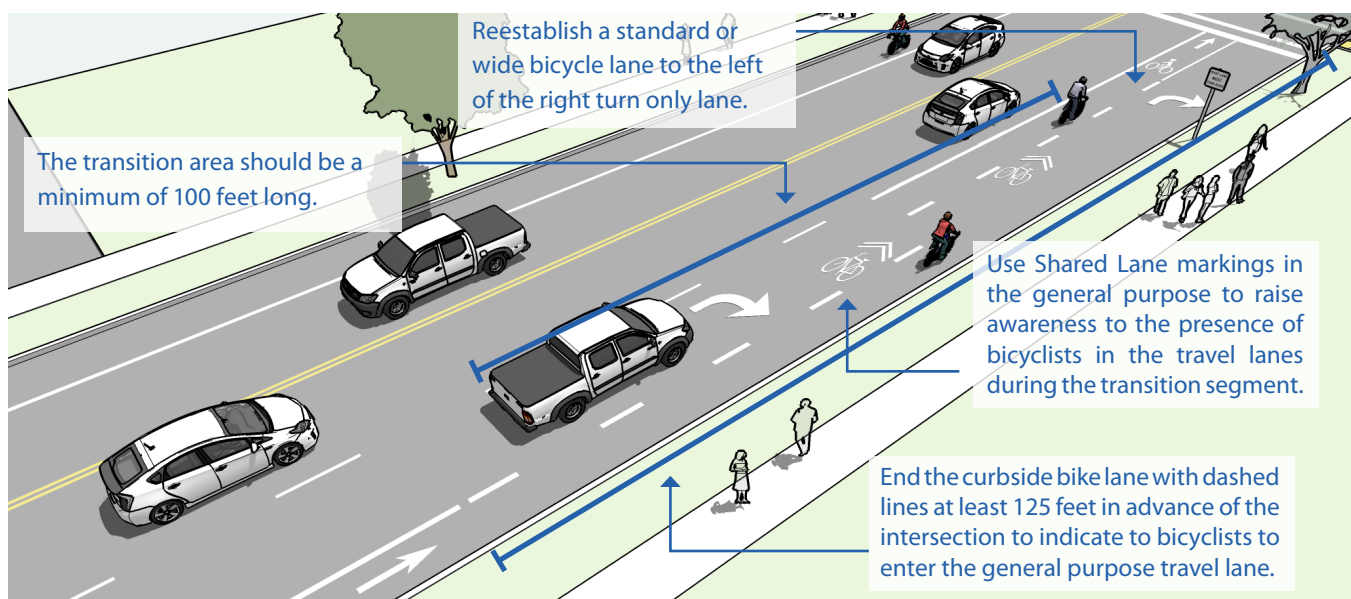 Reestablish a standard or
wide bicycle lane to the left
of the right turn only lane.
The transition area should be a
minimum of 100 feet long.
Use Shared Lane markings in
the general purpose to raise
awareness to the presence of
bicyclists in the travel lanes
during the transition segment.
End the curbside bike lane with dashed
lines at least 125 feet in advance of the
intersection to indicate to bicyclists to
enter the general purpose travel lane.